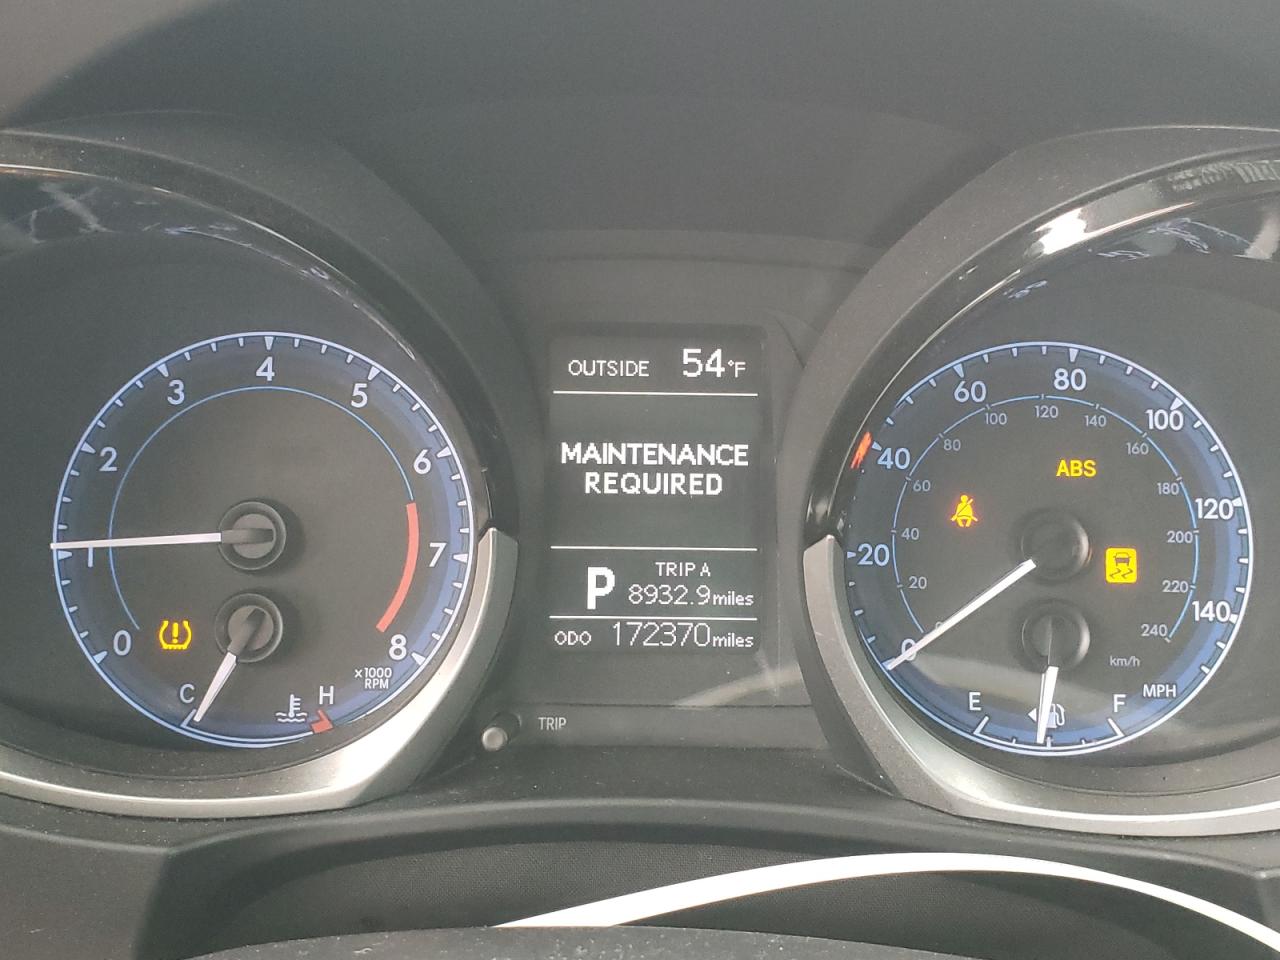 0
1
2
3
4
5
6
7
8
x1000
RPM
C
H
!
OUTSIDE 54°F
MAINTENANCE
REQUIRED
P
TRIP A
8932.9 miles
ODO 172370 miles
TRIP
0
20
40
60
80
100
120
140
MPH
0
20
40
60
80
100
120
140
160
180
200
220
240
km/h
ABS
E
F